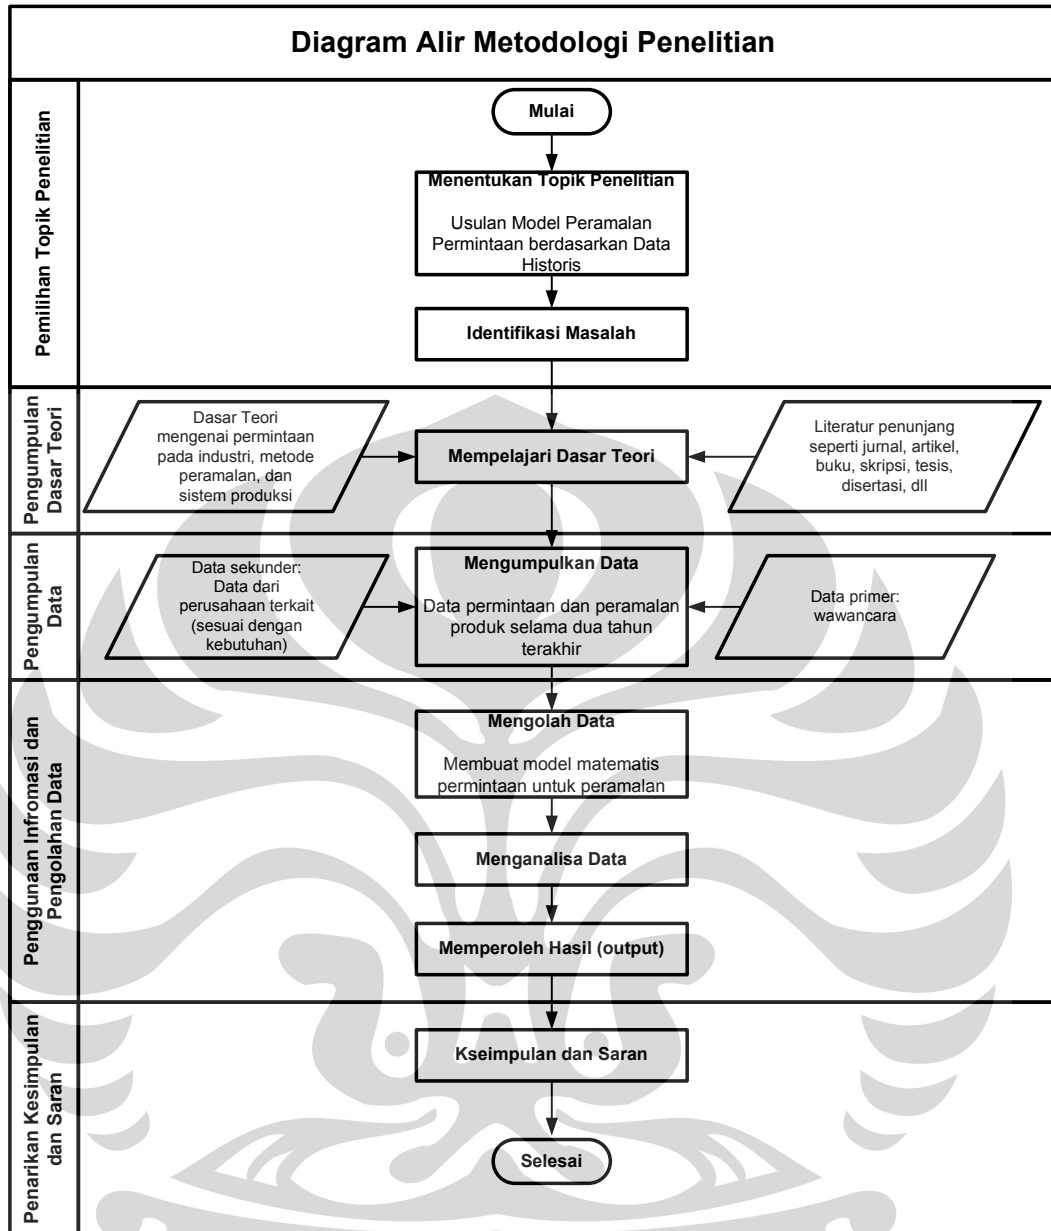 Diagram Alir Metodologi Penelitian
Pemilihan Topik Penelitian
Mulai
Menentukan Topik Penelitian
Usulan Model Peramalan
Permintaan berdasarkan Data
Historis
Identifikasi Masalah
Pengumpulan
Dasar Teori
Dasar Teori
mengenai permintaan
pada industri, metode
peramalan, dan
sistem produksi
Mempelajari Dasar Teori
Literatur penunjang
seperti jurnal, artikel,
buku, skripsi, tesis,
disertasi, dll
Pengumpulan
Data
Data sekunder:
Data dari
perusahaan terkait
(sesuai dengan
kebutuhan)
Mengumpulkan Data
Data permintaan dan peramalan
produk selama dua tahun
terakhir
Data primer:
wawancara
Penggunaan Infromasi dan
Pengolahan Data
Mengolah Data
Membuat model matematis
permintaan untuk peramalan
Menganalisa Data
Memperoleh Hasil (output)
Penarikan Kesimpulan
dan Saran
Kseimpulan dan Saran
Selesai